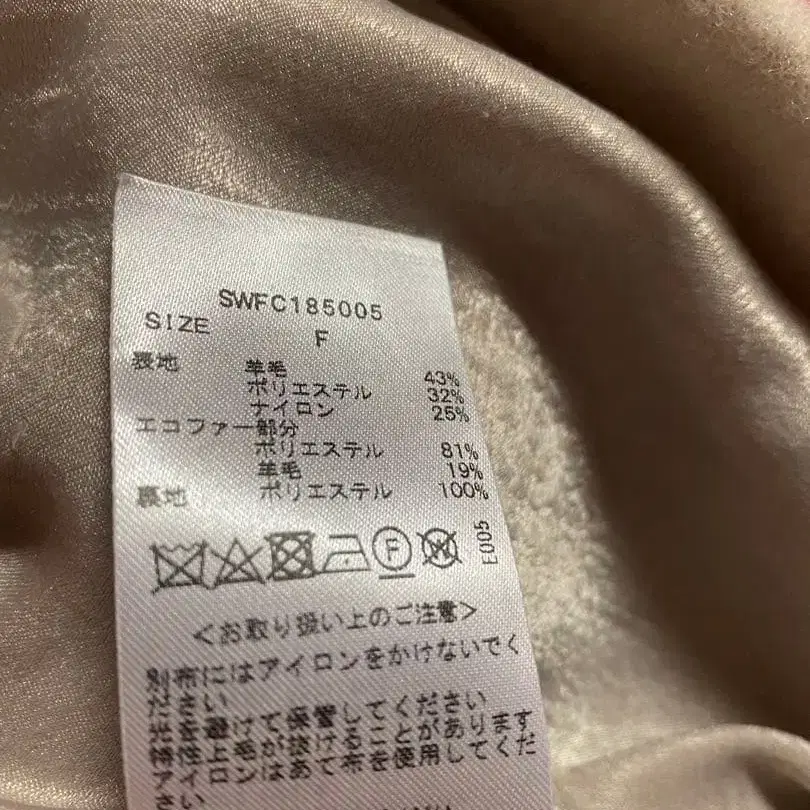 SWFC185005
SIZE F
表地 羊毛 43%
ポリエステル 32%
ナイロン 25%
エコファー部分
ポリエステル 81%
羊毛 19%
裏地 ポリエステル 100%
F W E005
<お取り扱い上のご注意>
別布にはアイロンをかけないでく
ださい
光を避けて保管してください
特性上毛が抜けることがあります
アイロンはあて布を使用してくだ
さい